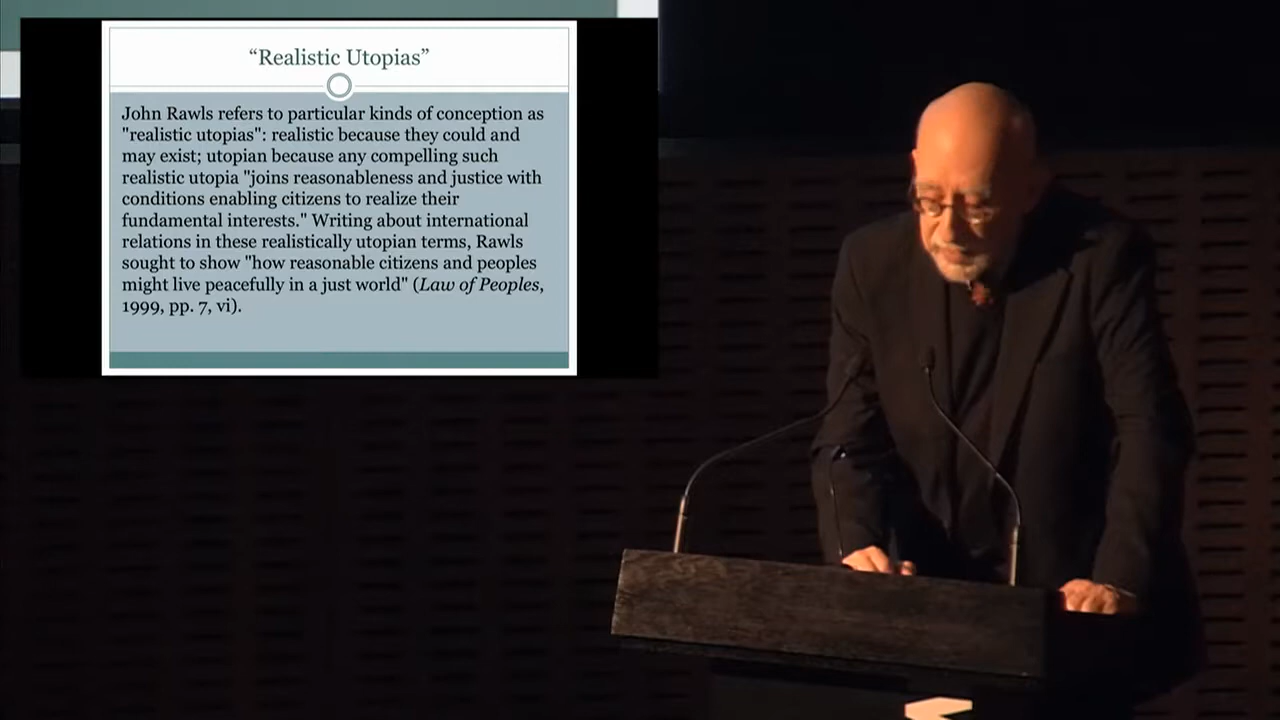 “Realistic Utopias”
John Rawls refers to particular kinds of conception as
"realistic utopias": realistic because they could and
may exist; utopian because any compelling such
realistic utopia "joins reasonableness and justice with
conditions enabling citizens to realize their
fundamental interests." Writing about international
relations in these realistically utopian terms, Rawls
sought to show "how reasonable citizens and peoples
might live peacefully in a just world" (Law of Peoples,
1999, pp. 7, vi).